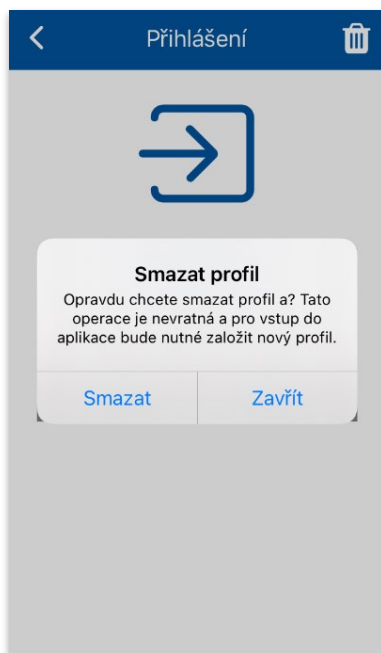 Přihlášení
Smazat profil
Opravdu chcete smazat profil a? Tato
operace je nevratná a pro vstup do
aplikace bude nutné založit nový profil.
Smazat
Zavřít